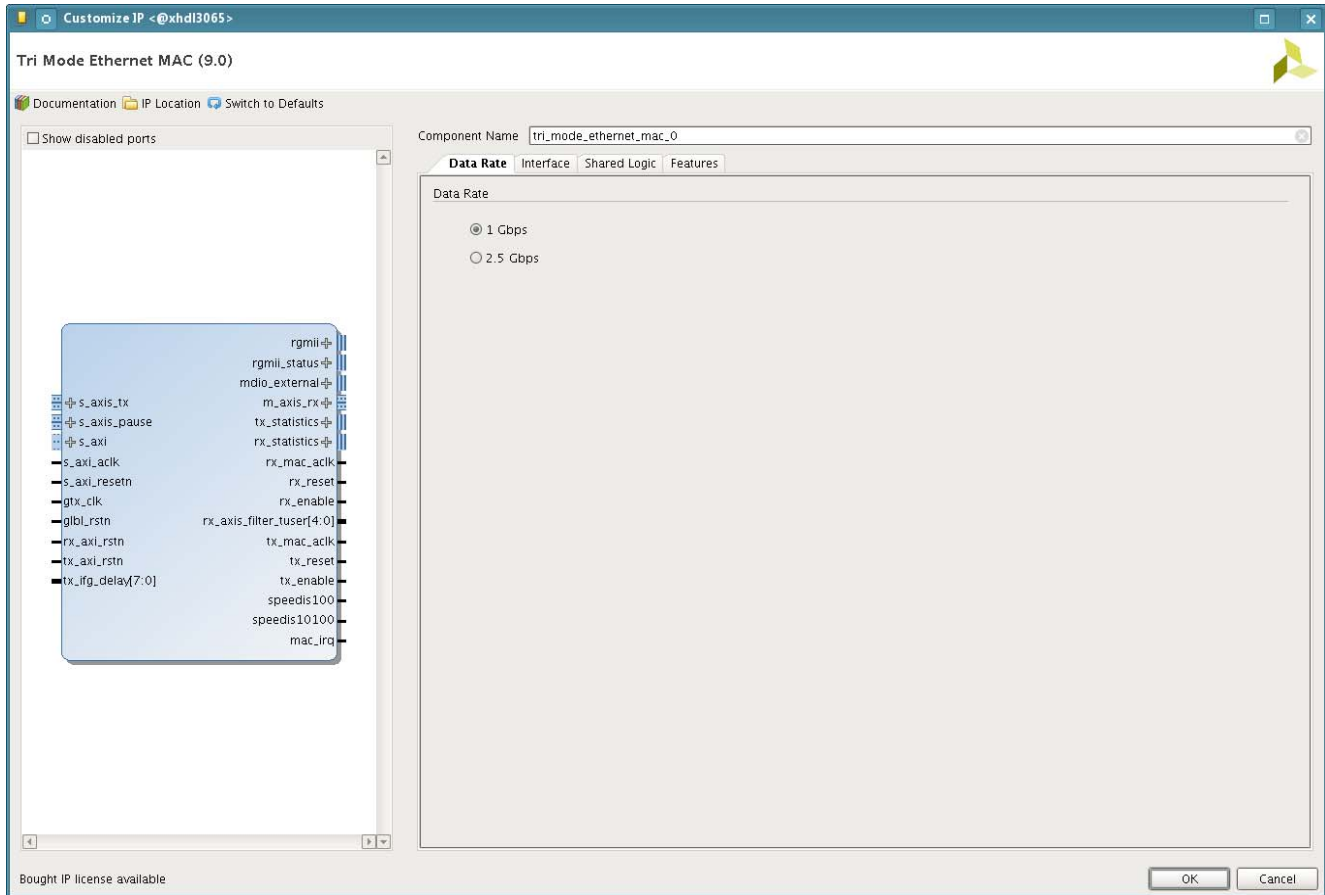 Customize IP <@xhdl3065>
Tri Mode Ethernet MAC (9.0)
Documentation IP Location Switch to Defaults
Show disabled ports
rgmii
rgmii_status
mdio_external
s_axis_tx m_axis_rx
s_axis_pause tx_statistics
s_axi rx_statistics
s_axi_aclk rx_mac_aclk
s_axi_resetn rx_reset
gtx_clk rx_enable
glbl_rstn rx_axis_filter_tuser[4:0]
rx_axi_rstn tx_mac_aclk
tx_axi_rstn tx_reset
tx_ifg_delay[7:0] tx_enable
speedis100
speedis10100
mac_irq
Component Name tri_mode_ethernet_mac_0
Data Rate Interface Shared Logic Features
Data Rate
1 Gbps
2.5 Gbps
Bought IP license available
OK Cancel